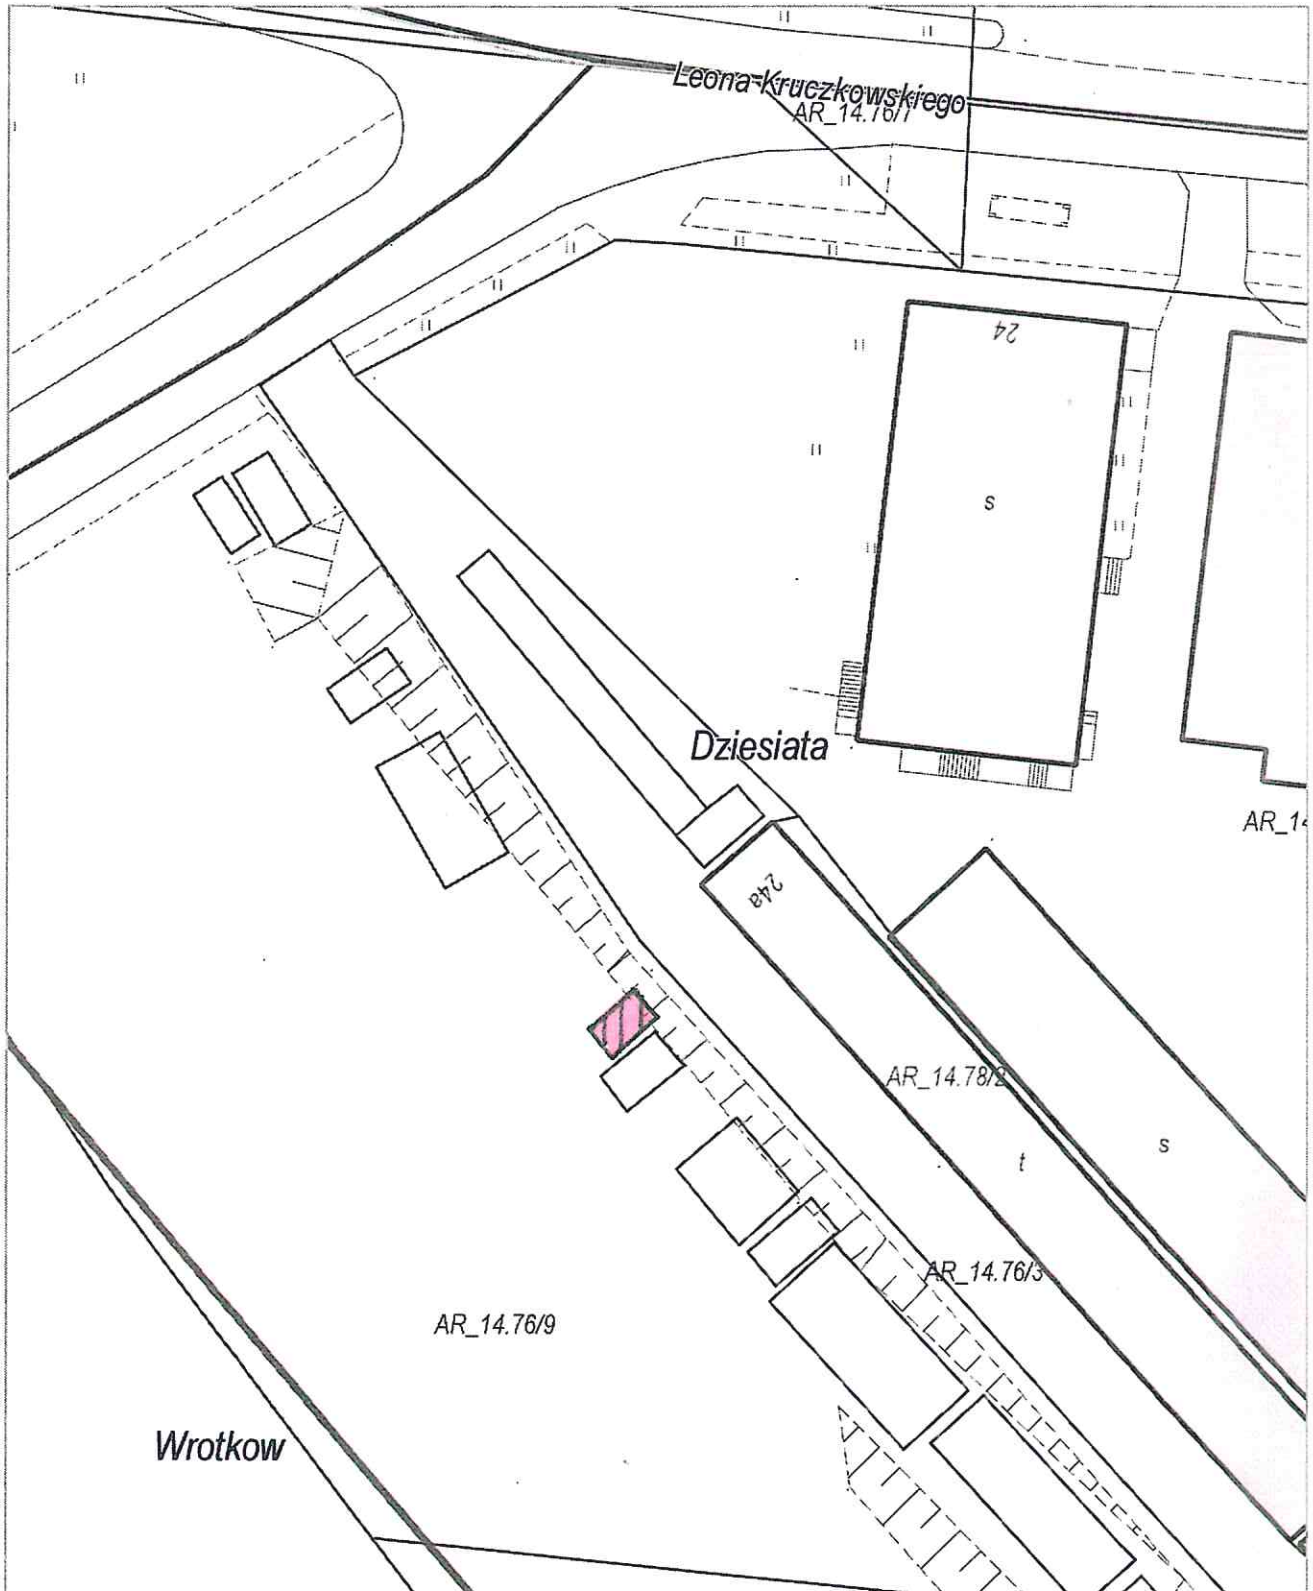 Leona Kruczkowskiego
AR_14.76/7
24
s
Dziesiata
AR_14
24a
AR_14.78/2
t
s
AR_14.76/3
AR_14.76/9
Wrotkow